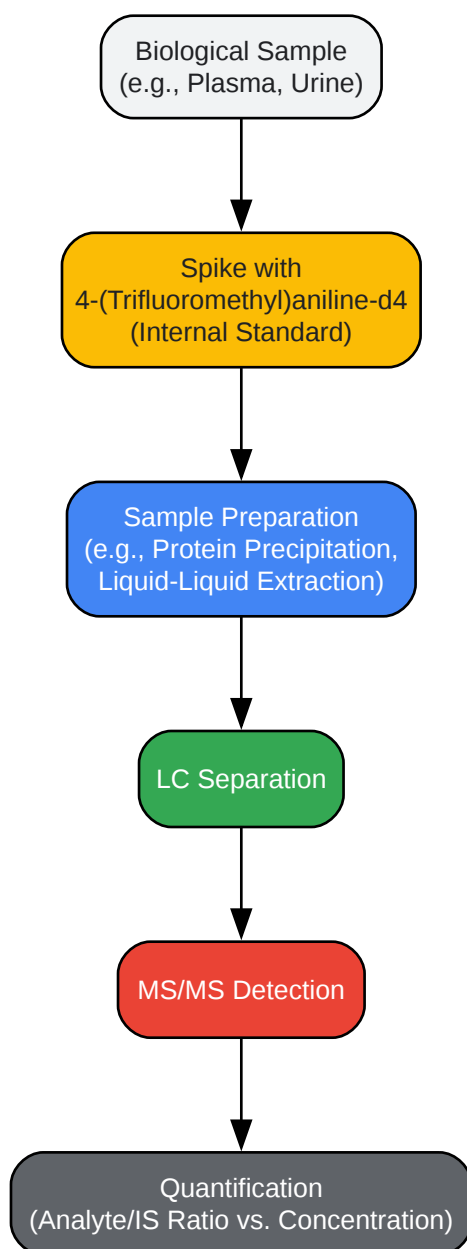 Biological Sample
(e.g., Plasma, Urine)
Spike with
4-(Trifluoromethyl)aniline-d4
(Internal Standard)
Sample Preparation
(e.g., Protein Precipitation,
Liquid-Liquid Extraction)
LC Separation
MS/MS Detection
Quantification
(Analyte/IS Ratio vs. Concentration)